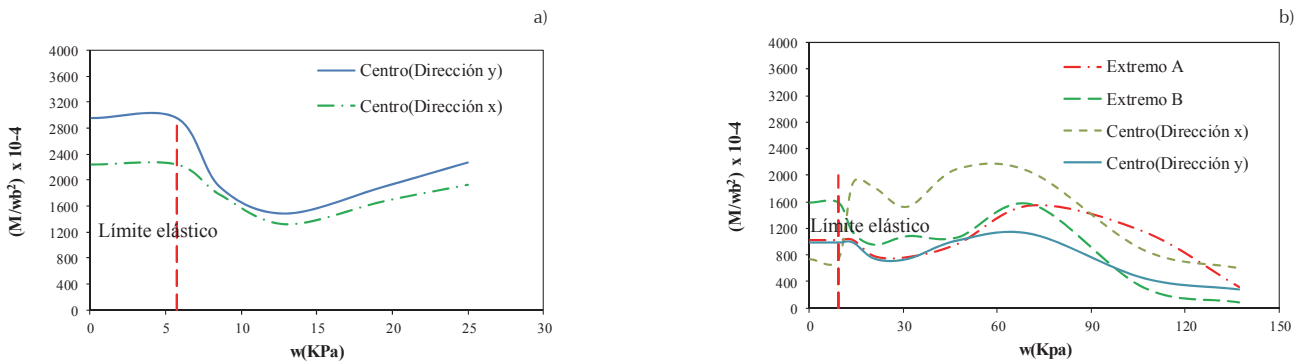 a)
4000
3600
3200
2800
2400
2000
1600
1200
800
400
0
(M/wb²) x 10-4
Centro(Dirección y)
Centro(Dirección x)
Límite elástico
0 5 10 15 20 25 30
w(KPa)
b)
4000
3600
3200
2800
2400
2000
1600
1200
800
400
0
(M/wb²) x 10-4
Extremo A
Extremo B
Centro(Dirección x)
Centro(Dirección y)
Límite elástico
0 30 60 90 120 150
w(Kpa)